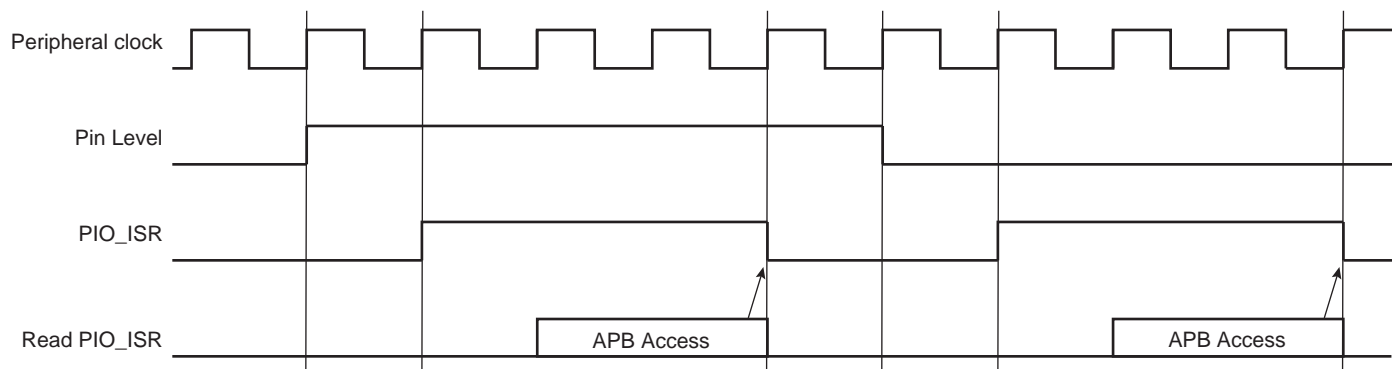 Peripheral clock
Pin Level
PIO_ISR
Read PIO_ISR
APB Access
APB Access